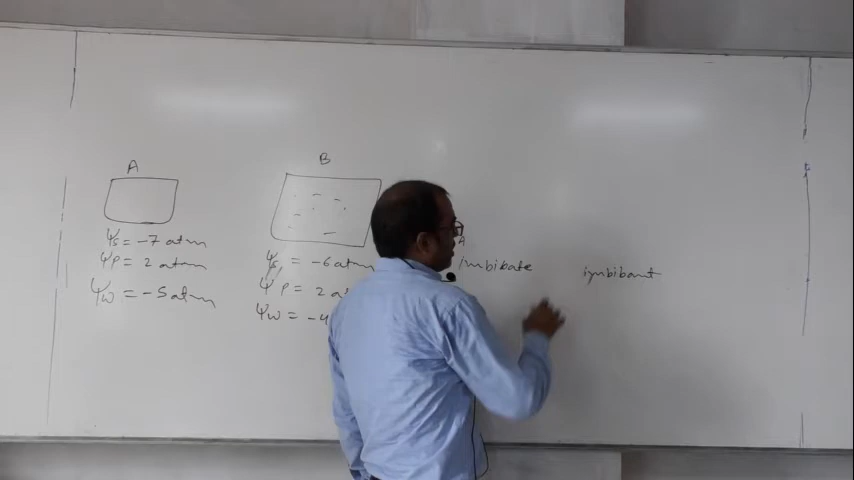 A
B
Ψs = -7 atm
ΨP = 2 atm
Ψw = -5 atm
Ψs = -6 atm
ΨP = 2 a
Ψw = -4
A
Imbibate
imbibant